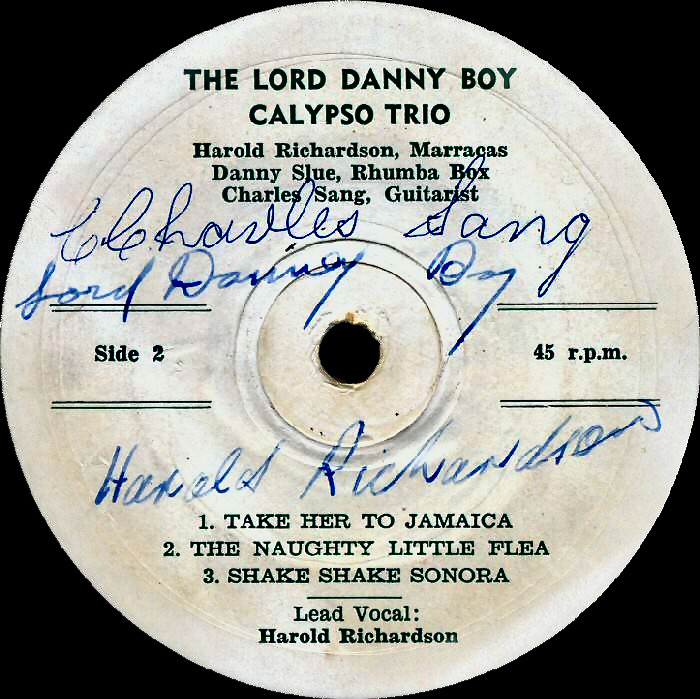 THE LORD DANNY BOY
CALYPSO TRIO
Harold Richardson, Marracas
Danny Slue, Rhumba Box
Charles Sang, Guitarist
CCharles Sang
Lord Danney Boy
Side 2
45 r.p.m.
Harold Richardson
1. TAKE HER TO JAMAICA
2. THE NAUGHTY LITTLE FLEA
3. SHAKE SHAKE SONORA
Lead Vocal:
Harold Richardson